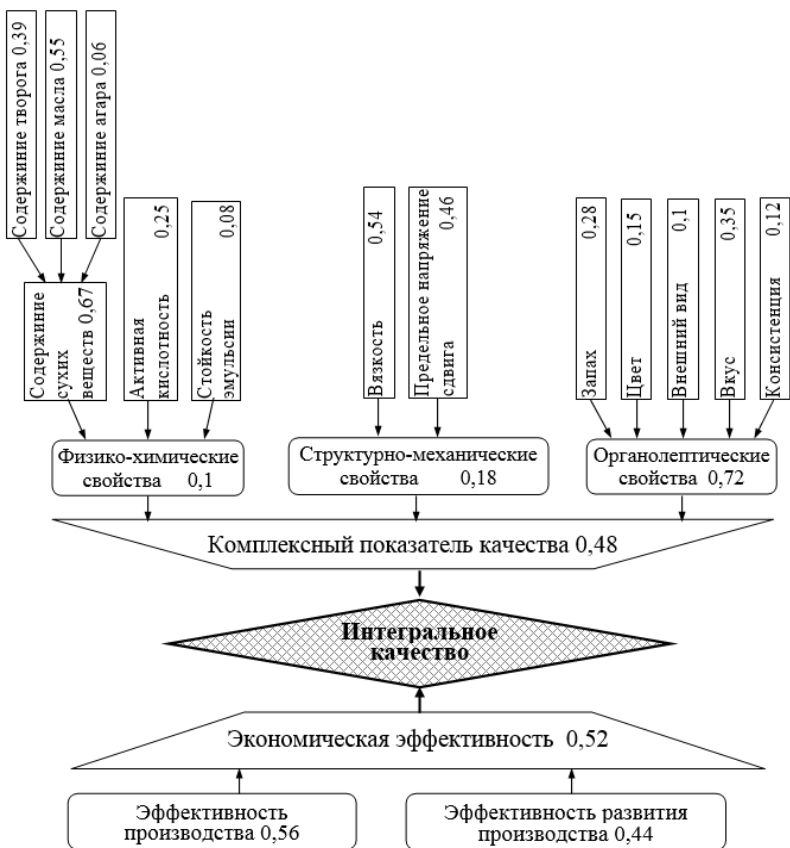 Содержиние творога 0,39
Содержиние масла 0,55
Содержиние агара 0,06
Содержиние
сухих
веществ 0,67
Активная
кислотность 0,25
Стойкость
эмульсии 0,08
Вязкость 0,54
Предельное напряжение
сдвига 0,46
Запах 0,28
Цвет 0,15
Внешний вид 0,1
Вкус 0,35
Консистенция 0,12
Физико-химические
свойства 0,1
Структурно-механические
свойства 0,18
Органолептические
свойства 0,72
Комплексный показатель качества 0,48
Интегральное
качество
Экономическая эффективность 0,52
Эффективность
производства 0,56
Эффективность развития
производства 0,44